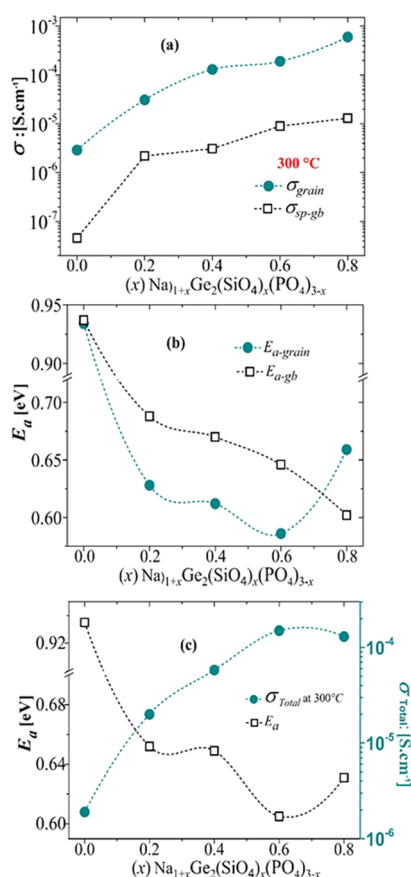 10⁻³
(a)
10⁻⁴
10⁻⁵
10⁻⁶
10⁻⁷
σ:[S.cm⁻¹]
300 °C
σgrain
σsp-gb
0.0 0.2 0.4 0.6 0.8
(x) Na)₁₊ₓGe₂(SiO₄)ₓ(PO₄)₃₋ₓ
0.95
0.90
0.70
0.65
0.60
Eₐ [eV]
(b)
Ea-grain
Ea-gb
0.0 0.2 0.4 0.6 0.8
(x) Na)₁₊ₓGe₂(SiO₄)ₓ(PO₄)₃₋ₓ
0.92
0.68
0.64
0.60
Eₐ [eV]
(c)
σTotal at 300°C
Eₐ
10⁻⁴
10⁻⁵
10⁻⁶
σTotal:[S.cm⁻¹]
0.0 0.2 0.4 0.6 0.8
(x) Na)₁₊ₓGe₂(SiO₄)ₓ(PO₄)₃₋ₓ